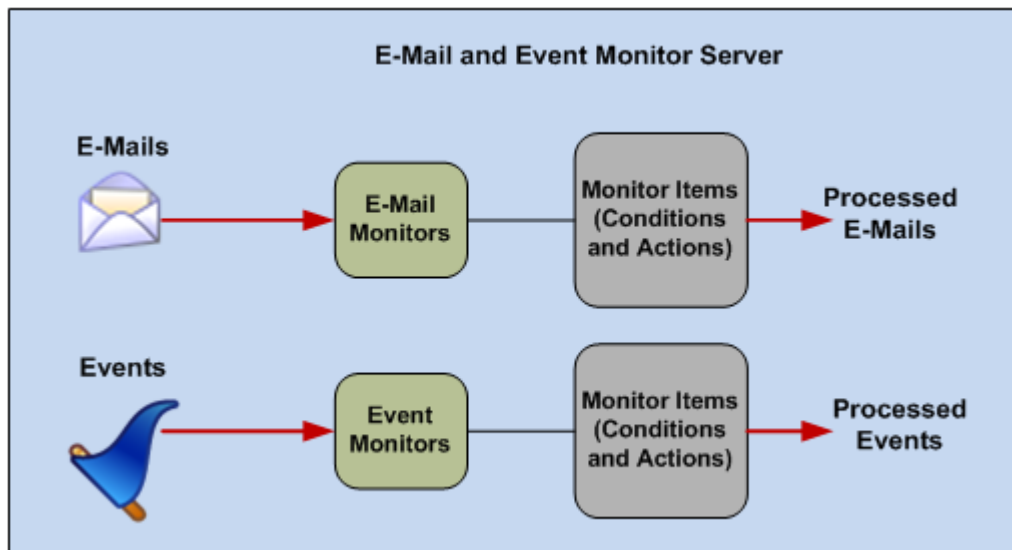 E-Mail and Event Monitor Server
E-Mails
E-Mail
Monitors
Monitor Items
(Conditions
and Actions)
Processed
E-Mails
Events
Event
Monitors
Monitor Items
(Conditions
and Actions)
Processed
Events